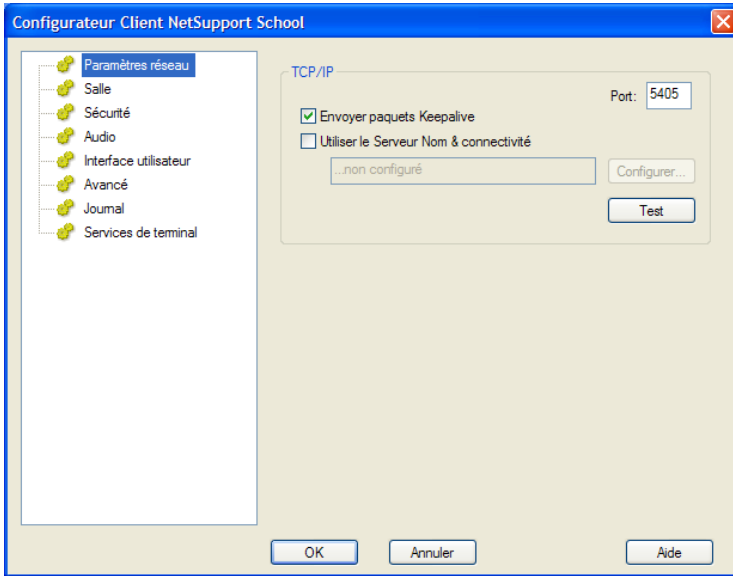 Configurateur Client NetSupport School
Paramètres réseau
Salle
Sécurité
Audio
Interface utilisateur
Avancé
Journal
Services de terminal
TCP/IP
Port: 5405
Envoyer paquets Keepalive
Utiliser le Serveur Nom & connectivité
...non configuré
Configurer...
Test
OK
Annuler
Aide